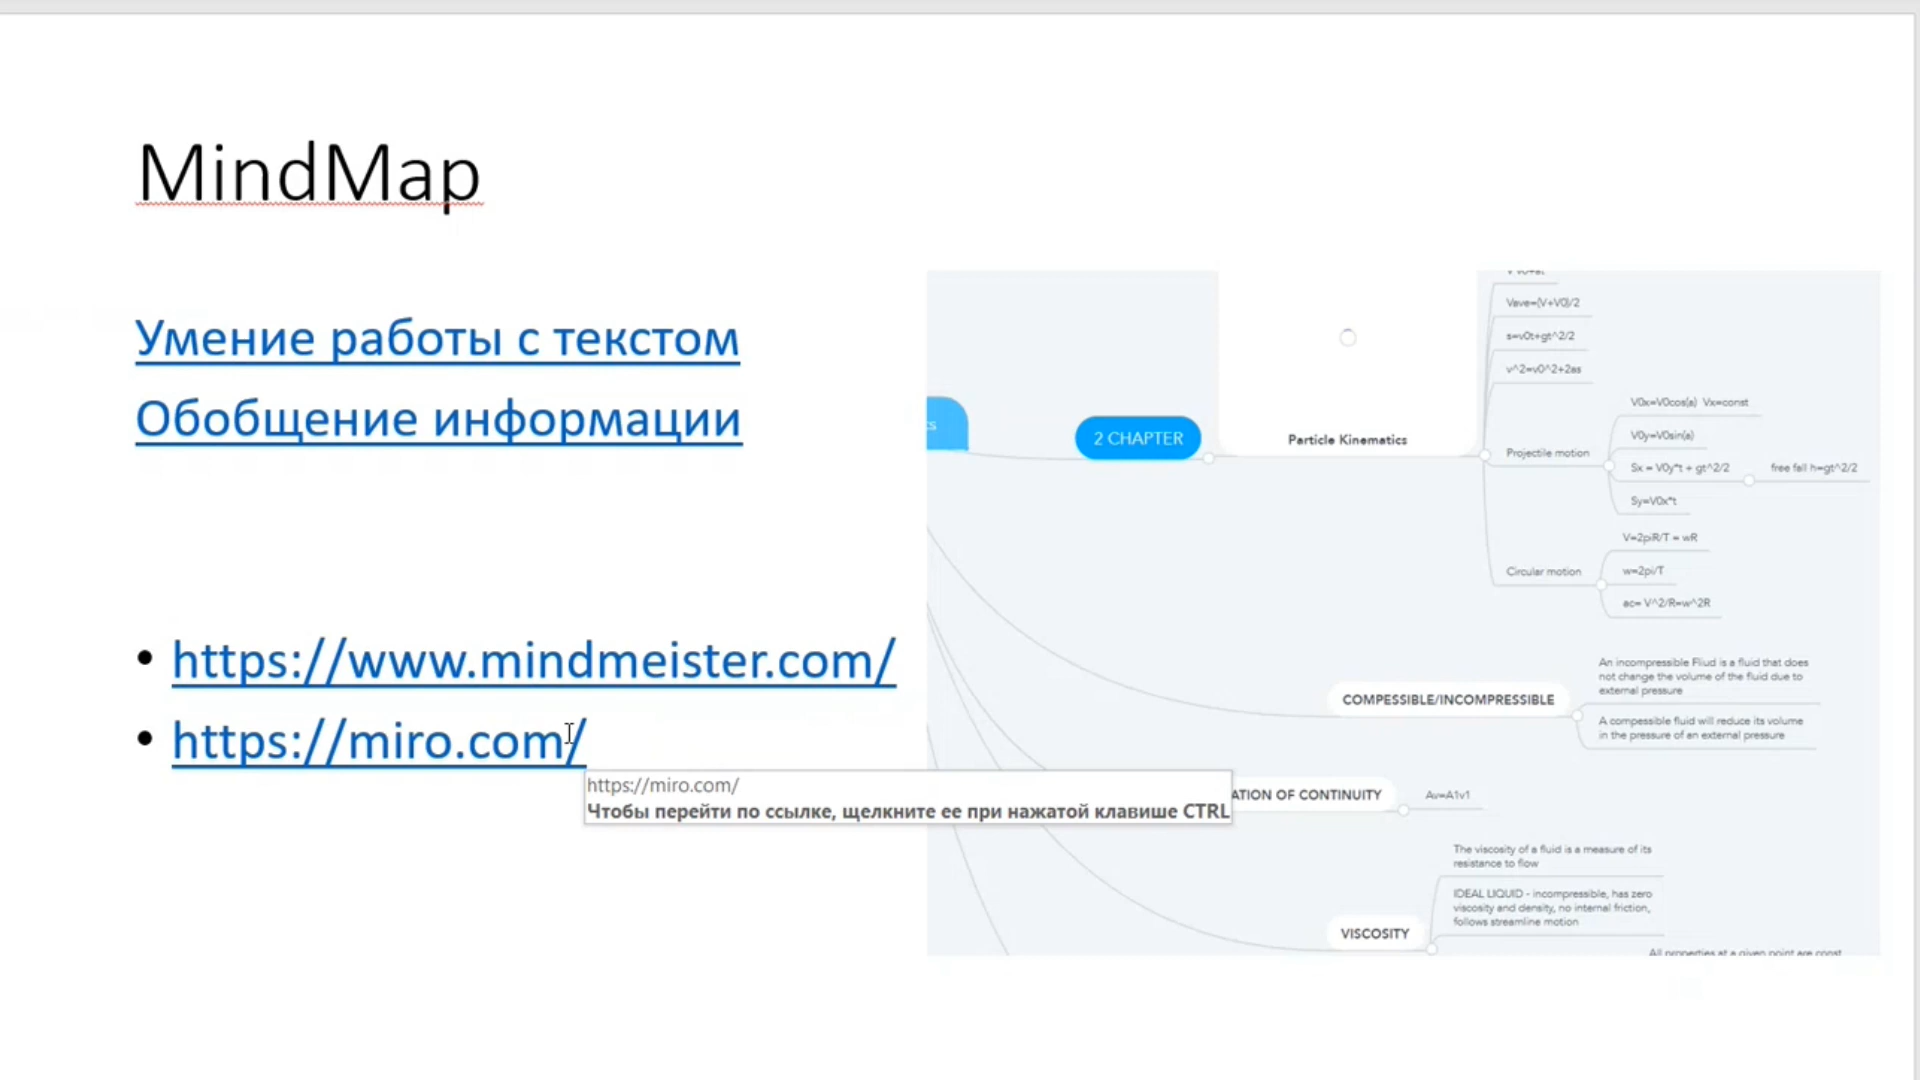 MindMap
Умение работы с текстом
Обобщение информации
https://www.mindmeister.com/
https://miro.com/
https://miro.com/
Чтобы перейти по ссылке, щелкните ее при нажатой клавише CTRL
2 CHAPTER
Particle Kinematics
Vave=(V+V0)/2
s=v0t+gt^2/2
v^2=v0^2+2as
Projectile motion
V0x=V0cos(a) Vx=const
V0y=V0sin(a)
Sx = V0y*t + gt^2/2
free fall h=gt^2/2
Sy=V0x*t
Circular motion
V=2piR/T = wR
w=2pi/T
ac= V^2/R=w^2R
COMPESSIBLE/INCOMPRESSIBLE
An incompressible Fliud is a fluid that does
not change the volume of the fluid due to
external pressure
A compessible fluid will reduce its volume
in the pressure of an external pressure
ATION OF CONTINUITY
Av=A1v1
VISCOSITY
The viscosity of a fluid is a measure of its
resistance to flow
IDEAL LIQUID - incompressible, has zero
viscosity and density, no internal friction,
follows streamline motion
All properties at a given point are const